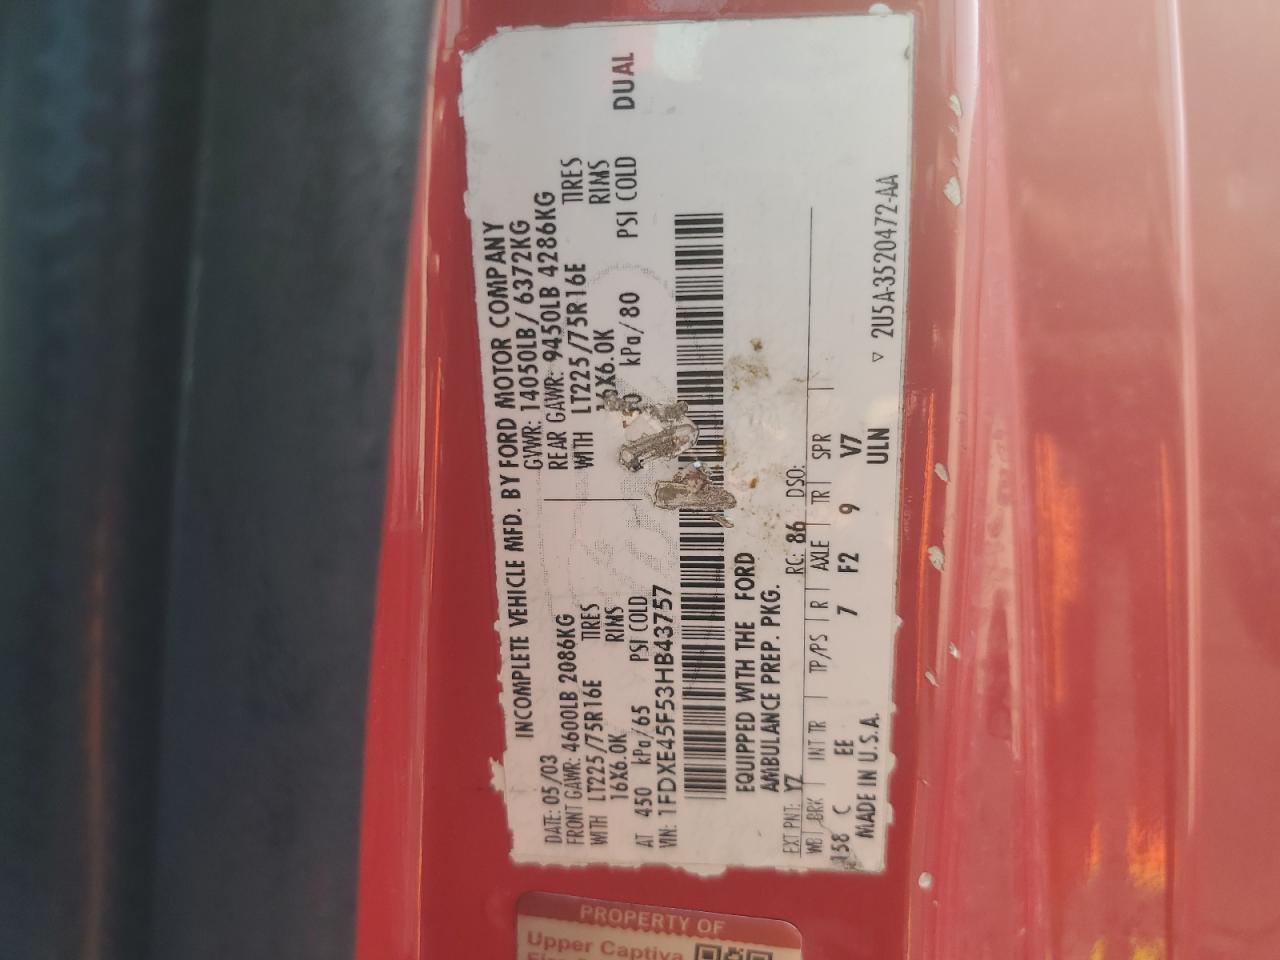 INCOMPLETE VEHICLE MFD. BY FORD MOTOR COMPANY
DATE: 05/03 GVWR: 14050LB/ 6372KG
FRONT GAWR: 4600LB 2086KG REAR GAWR: 9450LB 4286KG
WITH LT225/75R16E TIRES WITH LT225/75R16E TIRES
16X6.0K RIMS 16X6.0K RIMS
AT 450 kPa/65 PSI COLD kPa/80 PSI COLD DUAL
VIN: 1FDXE45F53HB43757
EQUIPPED WITH THE FORD
AMBULANCE PREP. PKG.
EXT PNT: YZ RC: 86 DSO:
WB BRK INT TR TP/PS R AXLE TR SPR
158 C EE 7 F2 9 V7
MADE IN U.S.A. ULN
▽ 2U5A-3520472-AA
PROPERTY OF
Upper Captiva